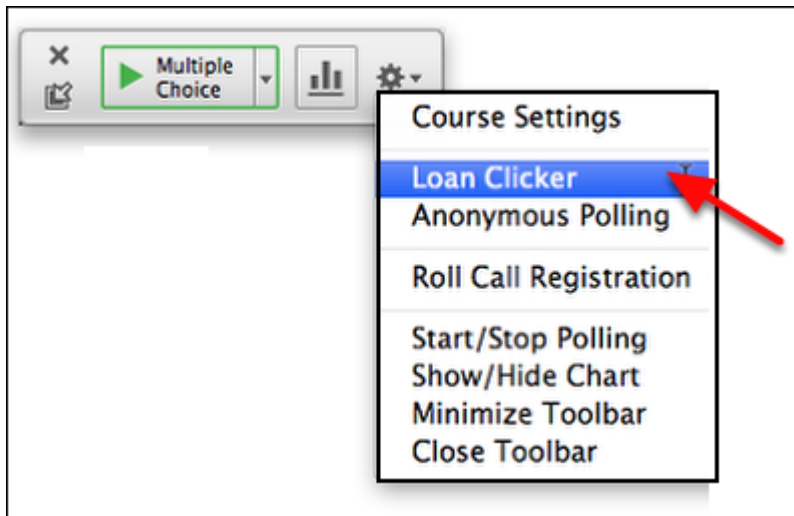 Multiple
Choice
Course Settings
Loan Clicker
Anonymous Polling
Roll Call Registration
Start/Stop Polling
Show/Hide Chart
Minimize Toolbar
Close Toolbar